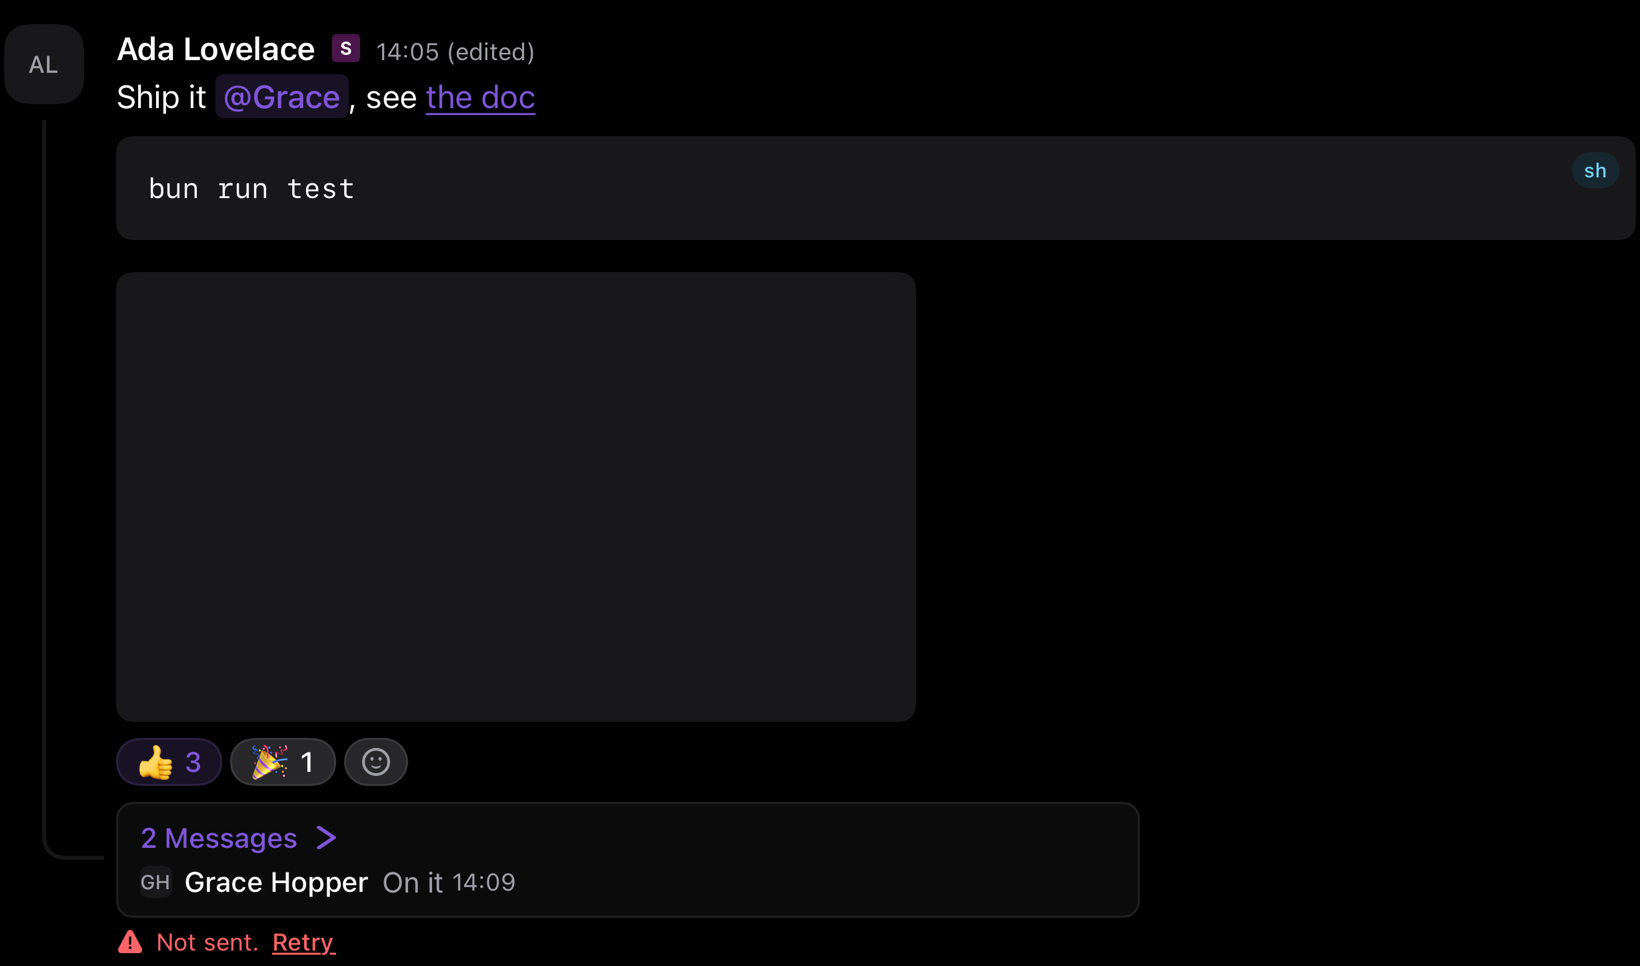 AL
Ada Lovelace S 14:05 (edited)
Ship it @Grace, see the doc
sh
bun run test
👍 3 🎉 1
2 Messages >
GH Grace Hopper On it 14:09
Not sent. Retry